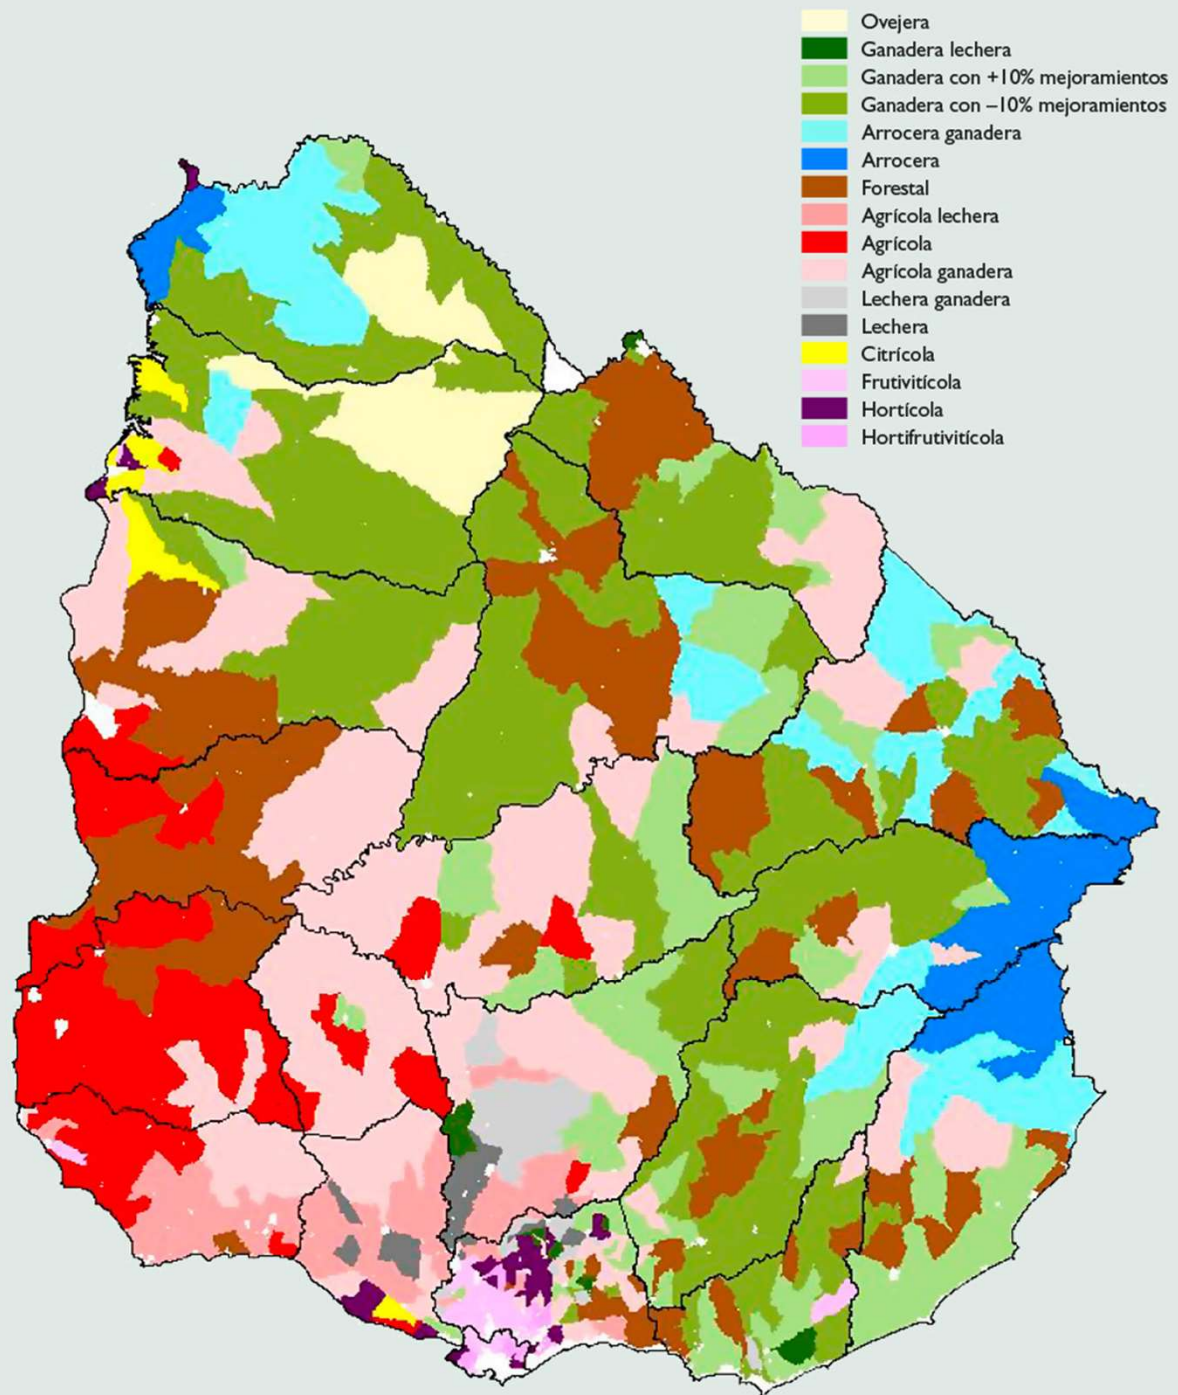 Ovejera
Ganadera lechera
Ganadera con +10% mejoramientos
Ganadera con –10% mejoramientos
Arrocera ganadera
Arrocera
Forestal
Agrícola lechera
Agrícola
Agrícola ganadera
Lechera ganadera
Lechera
Citrícola
Frutivitícola
Hortícola
Hortifrutivitícola